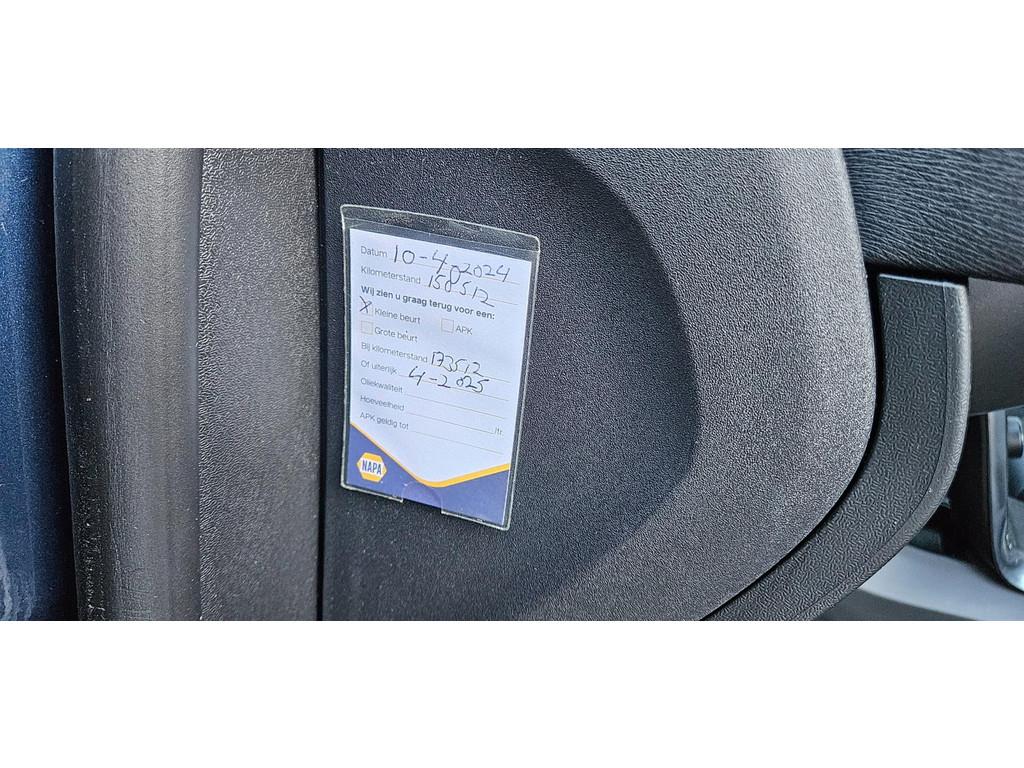 Datum 10-4-2024
Kilometerstand 158512
Wij zien u graag terug voor een:
X Kleine beurt APK
Grote beurt
Bij kilometerstand 173512
Of uiterlijk 4-2025
Oliekwaliteit
Hoeveelheid ltr.
APK geldig tot
NAPA